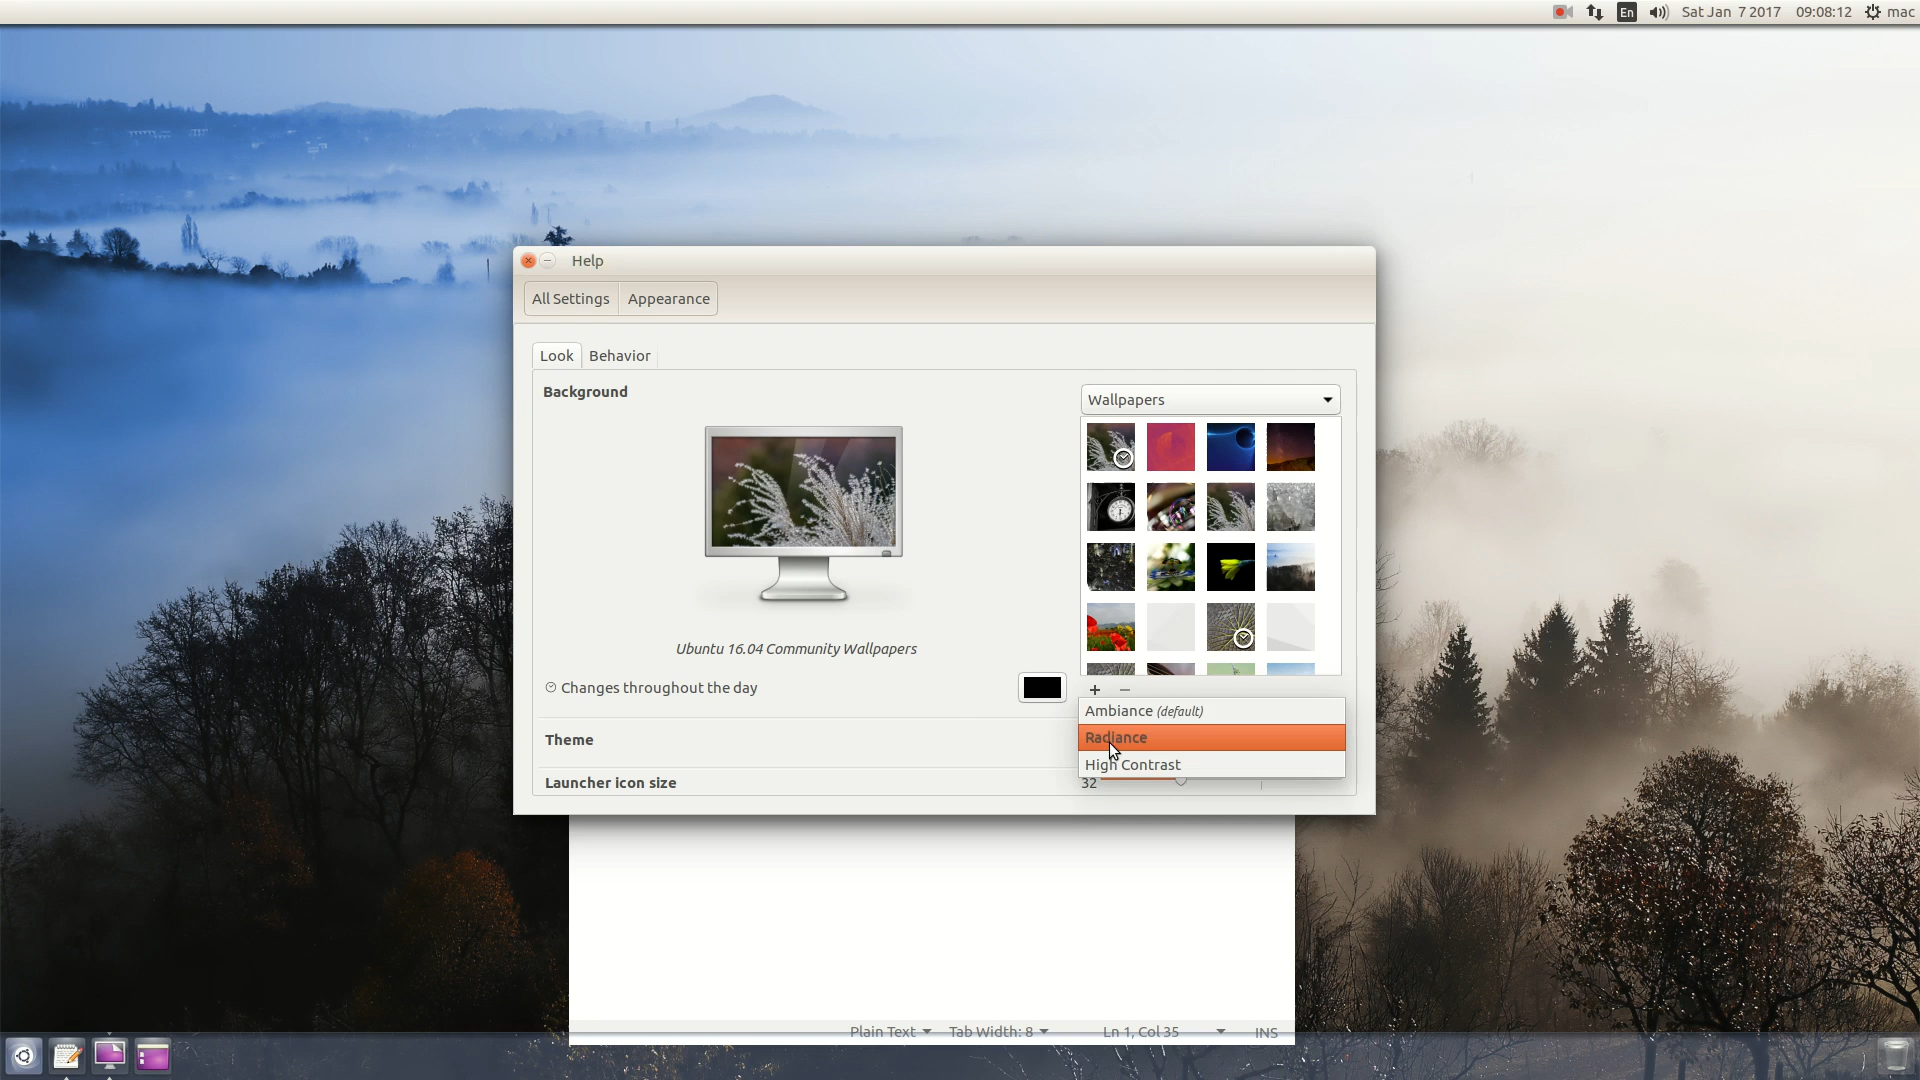 En Sat Jan 7 2017 09:08:12 mac
Help
All Settings Appearance
Look Behavior
Background
Wallpapers
Ubuntu 16.04 Community Wallpapers
Changes throughout the day
+ −
Ambiance (default)
Theme
Radiance
High Contrast
Launcher icon size
32
Plain Text Tab Width: 8 Ln 1, Col 35 INS